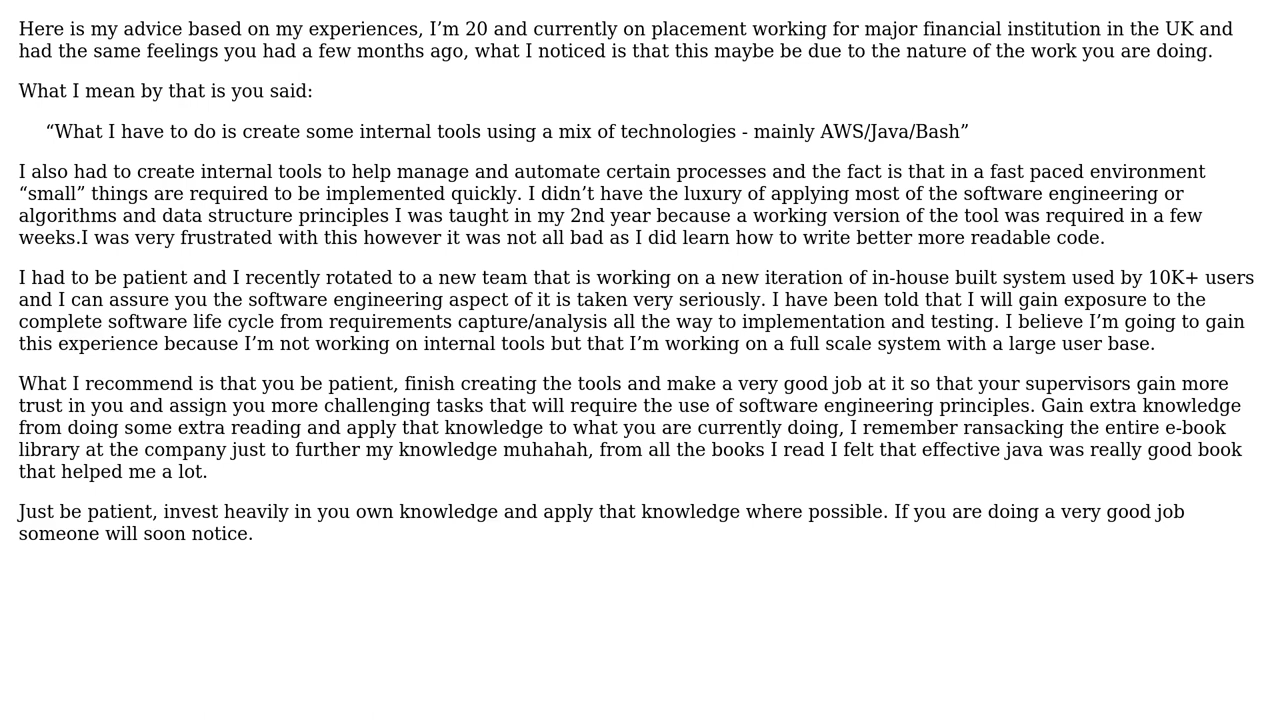 Here is my advice based on my experiences, I’m 20 and currently on placement working for major financial institution in the UK and
had the same feelings you had a few months ago, what I noticed is that this maybe be due to the nature of the work you are doing.
What I mean by that is you said:
“What I have to do is create some internal tools using a mix of technologies - mainly AWS/Java/Bash”
I also had to create internal tools to help manage and automate certain processes and the fact is that in a fast paced environment
“small” things are required to be implemented quickly. I didn’t have the luxury of applying most of the software engineering or
algorithms and data structure principles I was taught in my 2nd year because a working version of the tool was required in a few
weeks.I was very frustrated with this however it was not all bad as I did learn how to write better more readable code.
I had to be patient and I recently rotated to a new team that is working on a new iteration of in-house built system used by 10K+ users
and I can assure you the software engineering aspect of it is taken very seriously. I have been told that I will gain exposure to the
complete software life cycle from requirements capture/analysis all the way to implementation and testing. I believe I’m going to gain
this experience because I’m not working on internal tools but that I’m working on a full scale system with a large user base.
What I recommend is that you be patient, finish creating the tools and make a very good job at it so that your supervisors gain more
trust in you and assign you more challenging tasks that will require the use of software engineering principles. Gain extra knowledge
from doing some extra reading and apply that knowledge to what you are currently doing, I remember ransacking the entire e-book
library at the company just to further my knowledge muhahah, from all the books I read I felt that effective java was really good book
that helped me a lot.
Just be patient, invest heavily in you own knowledge and apply that knowledge where possible. If you are doing a very good job
someone will soon notice.